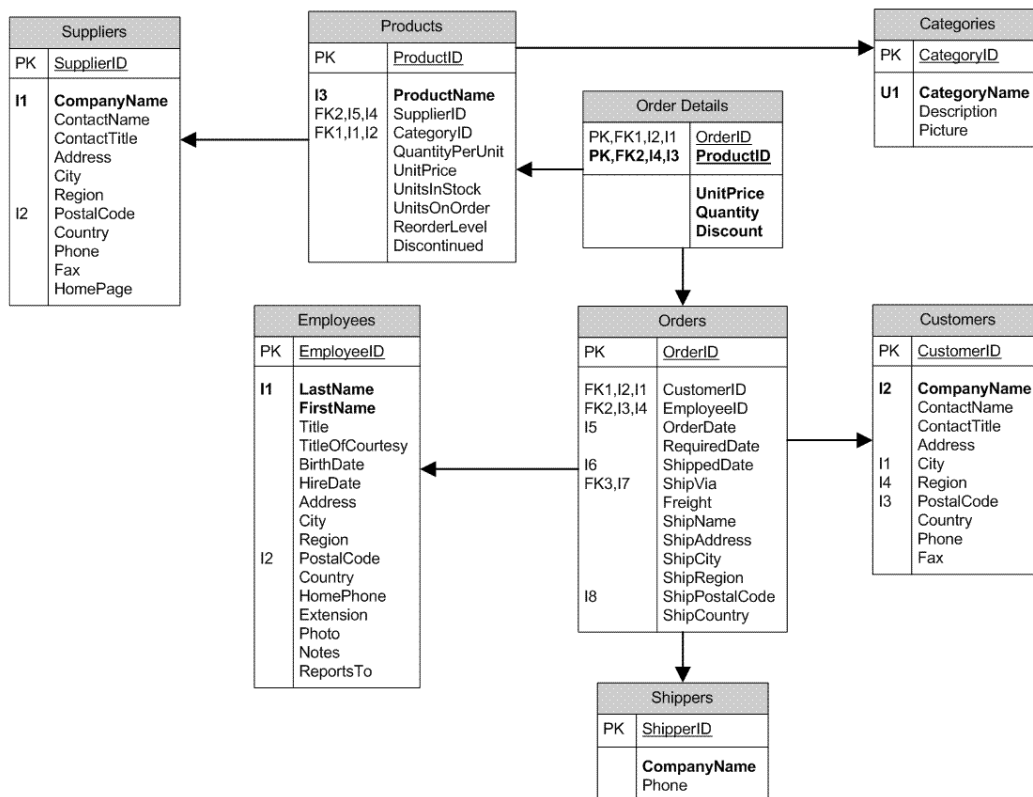 Suppliers
PK SupplierID
I1 CompanyName
ContactName
ContactTitle
Address
City
Region
I2 PostalCode
Country
Phone
Fax
HomePage
Products
PK ProductID
I3 ProductName
FK2,I5,I4 SupplierID
FK1,I1,I2 CategoryID
QuantityPerUnit
UnitPrice
UnitsInStock
UnitsOnOrder
ReorderLevel
Discontinued
Order Details
PK,FK1,I2,I1 OrderID
PK,FK2,I4,I3 ProductID
UnitPrice
Quantity
Discount
Categories
PK CategoryID
U1 CategoryName
Description
Picture
Employees
PK EmployeeID
I1 LastName
FirstName
Title
TitleOfCourtesy
BirthDate
HireDate
Address
City
Region
I2 PostalCode
Country
HomePhone
Extension
Photo
Notes
ReportsTo
Orders
PK OrderID
FK1,I2,I1 CustomerID
FK2,I3,I4 EmployeeID
I5 OrderDate
RequiredDate
I6 ShippedDate
FK3,I7 ShipVia
Freight
ShipName
ShipAddress
ShipCity
ShipRegion
I8 ShipPostalCode
ShipCountry
Customers
PK CustomerID
I2 CompanyName
ContactName
ContactTitle
Address
I1 City
I4 Region
I3 PostalCode
Country
Phone
Fax
Shippers
PK ShipperID
CompanyName
Phone